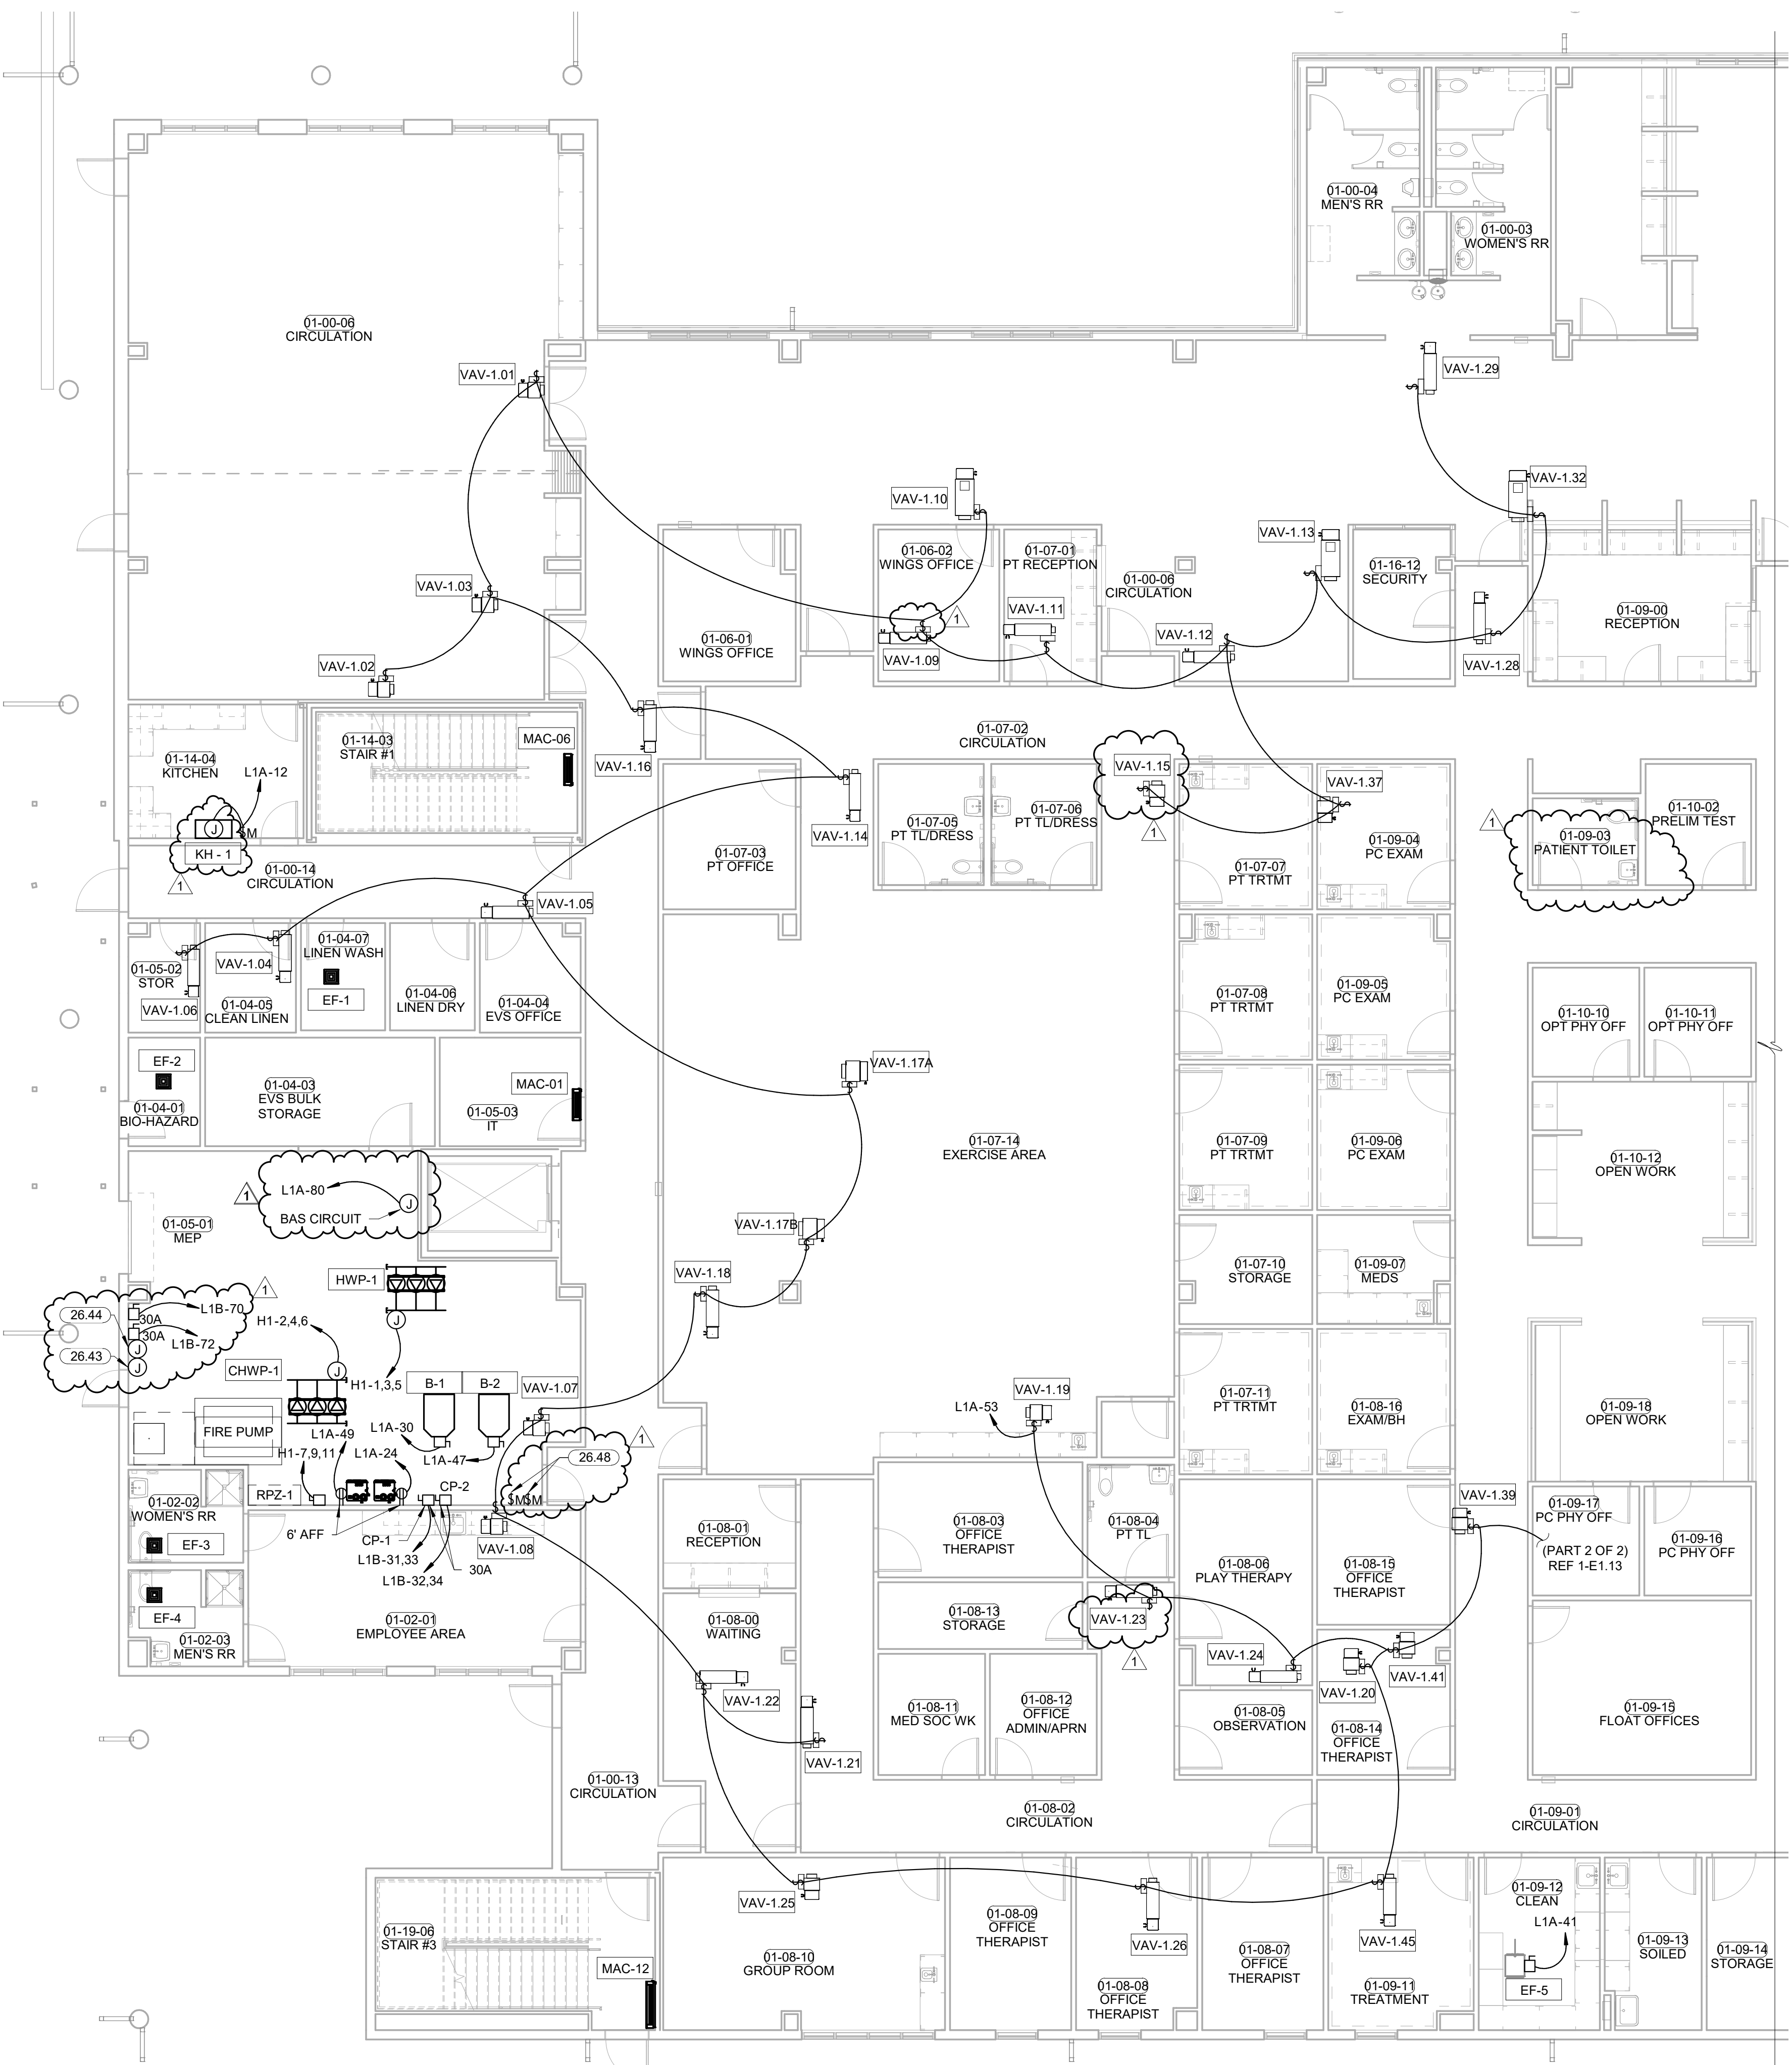 01-00-04
MEN'S RR
01-00-03
WOMEN'S RR
01-00-06
CIRCULATION
VAV-1.01
VAV-1.29
VAV-1.10
VAV-1.32
VAV-1.13
01-06-02
WINGS OFFICE
01-07-01
PT RECEPTION
01-00-06
CIRCULATION
01-16-12
SECURITY
VAV-1.03
VAV-1.11
VAV-1.12
01-09-00
RECEPTION
01-06-01
WINGS OFFICE
1
VAV-1.09
VAV-1.28
VAV-1.02
01-14-03
STAIR #1
MAC-06
01-07-02
CIRCULATION
01-14-04
KITCHEN
L1A-12
VAV-1.16
VAV-1.15
VAV-1.37
J
$M
KH - 1
1
01-00-14
CIRCULATION
VAV-1.14
01-07-03
PT OFFICE
01-07-05
PT TL/DRESS
01-07-06
PT TL/DRESS
1
01-07-07
PT TRTMT
01-09-04
PC EXAM
1
01-09-03
PATIENT TOILET
01-10-02
PRELIM TEST
VAV-1.05
01-05-02
STOR
VAV-1.04
01-04-07
LINEN WASH
VAV-1.06
01-04-05
CLEAN LINEN
EF-1
01-04-06
LINEN DRY
01-04-04
EVS OFFICE
01-07-08
PT TRTMT
01-09-05
PC EXAM
01-10-10
OPT PHY OFF
01-10-11
OPT PHY OFF
EF-2
01-04-01
BIO-HAZARD
01-04-03
EVS BULK
STORAGE
MAC-01
01-05-03
IT
VAV-1.17A
01-07-14
EXERCISE AREA
01-07-09
PT TRTMT
01-09-06
PC EXAM
01-10-12
OPEN WORK
1
L1A-80
BAS CIRCUIT
J
01-05-01
MEP
VAV-1.17B
VAV-1.18
01-07-10
STORAGE
01-09-07
MEDS
HWP-1
1
26.44
30A
L1B-70
30A
L1B-72
J
26.43
J
H1-2,4,6
J
CHWP-1
J
H1-1,3,5
B-1
B-2
VAV-1.07
FIRE PUMP
L1A-30
L1A-49
H1-7,9,11
L1A-24
L1A-47
1
26.48
$M$M
VAV-1.19
L1A-53
01-07-11
PT TRTMT
01-08-16
EXAM/BH
01-09-18
OPEN WORK
RPZ-1
CP-2
01-02-02
WOMEN'S RR
EF-3
6' AFF
CP-1
L1B-31,33
L1B-32,34
30A
VAV-1.08
01-08-01
RECEPTION
01-08-03
OFFICE
THERAPIST
01-08-04
PT TL
01-08-06
PLAY THERAPY
01-08-15
OFFICE
THERAPIST
VAV-1.39
(PART 2 OF 2)
REF 1-E1.13
01-09-17
PC PHY OFF
01-09-16
PC PHY OFF
EF-4
01-02-03
MEN'S RR
01-02-01
EMPLOYEE AREA
01-08-00
WAITING
01-08-13
STORAGE
VAV-1.23
1
VAV-1.24
VAV-1.20
VAV-1.41
VAV-1.22
VAV-1.21
01-08-11
MED SOC WK
01-08-12
OFFICE
ADMIN/APRN
01-08-05
OBSERVATION
01-08-14
OFFICE
THERAPIST
01-09-15
FLOAT OFFICES
01-00-13
CIRCULATION
01-08-02
CIRCULATION
01-09-01
CIRCULATION
VAV-1.25
VAV-1.26
VAV-1.45
01-19-06
STAIR #3
MAC-12
01-08-10
GROUP ROOM
01-08-09
OFFICE
THERAPIST
01-08-08
OFFICE
THERAPIST
01-08-07
OFFICE
THERAPIST
01-09-11
TREATMENT
01-09-12
CLEAN
L1A-41
EF-5
01-09-13
SOILED
01-09-14
STORAGE